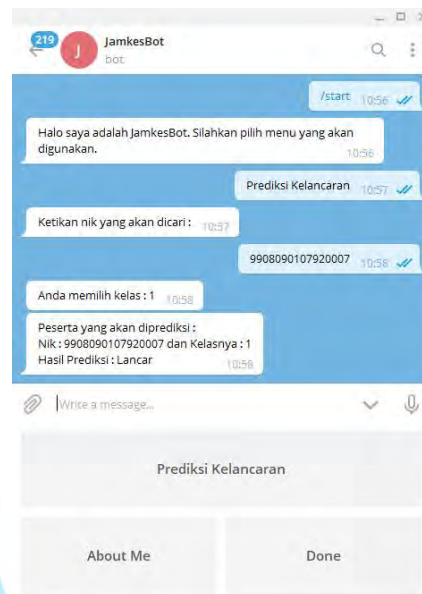 219
J
JamkesBot
bot
/start 10:56
Halo saya adalah JamkesBot. Silahkan pilih menu yang akan
digunakan. 10:56
Prediksi Kelancaran 10:57
Ketikan nik yang akan dicari : 10:57
9908090107920007 10:58
Anda memilih kelas : 1 10:58
Peserta yang akan diprediksi :
Nik : 9908090107920007 dan Kelasnya : 1
Hasil Prediksi : Lancar 10:58
Write a message...
Prediksi Kelancaran
About Me
Done